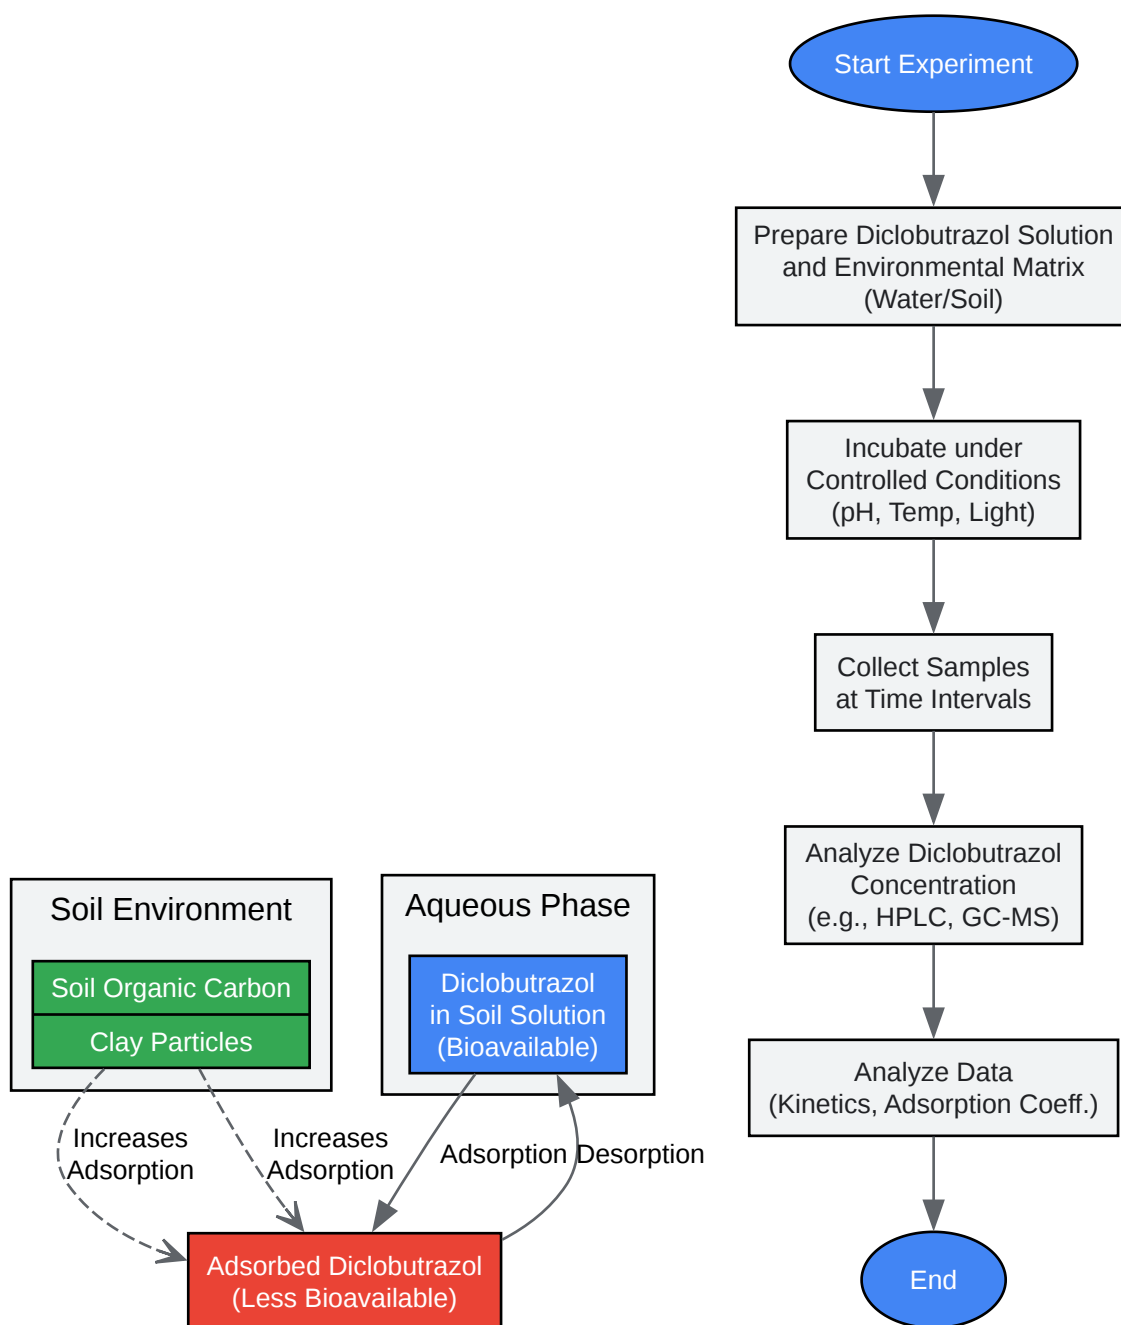 Start Experiment
Prepare Diclobutrazol Solution
and Environmental Matrix
(Water/Soil)
Incubate under
Controlled Conditions
(pH, Temp, Light)
Collect Samples
at Time Intervals
Analyze Diclobutrazol
Concentration
(e.g., HPLC, GC-MS)
Analyze Data
(Kinetics, Adsorption Coeff.)
End
Soil Environment
Soil Organic Carbon
Clay Particles
Aqueous Phase
Diclobutrazol
in Soil Solution
(Bioavailable)
Increases
Adsorption
Increases
Adsorption
Adsorption
Desorption
Adsorbed Diclobutrazol
(Less Bioavailable)